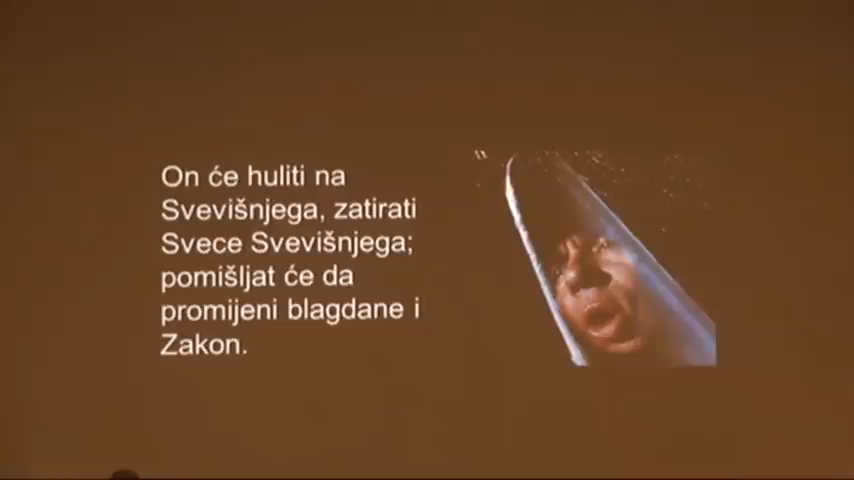 On će huliti na
Svevišnjega, zatirati
Svece Svevišnjega;
pomišljat će da
promijeni blagdane i
Zakon.